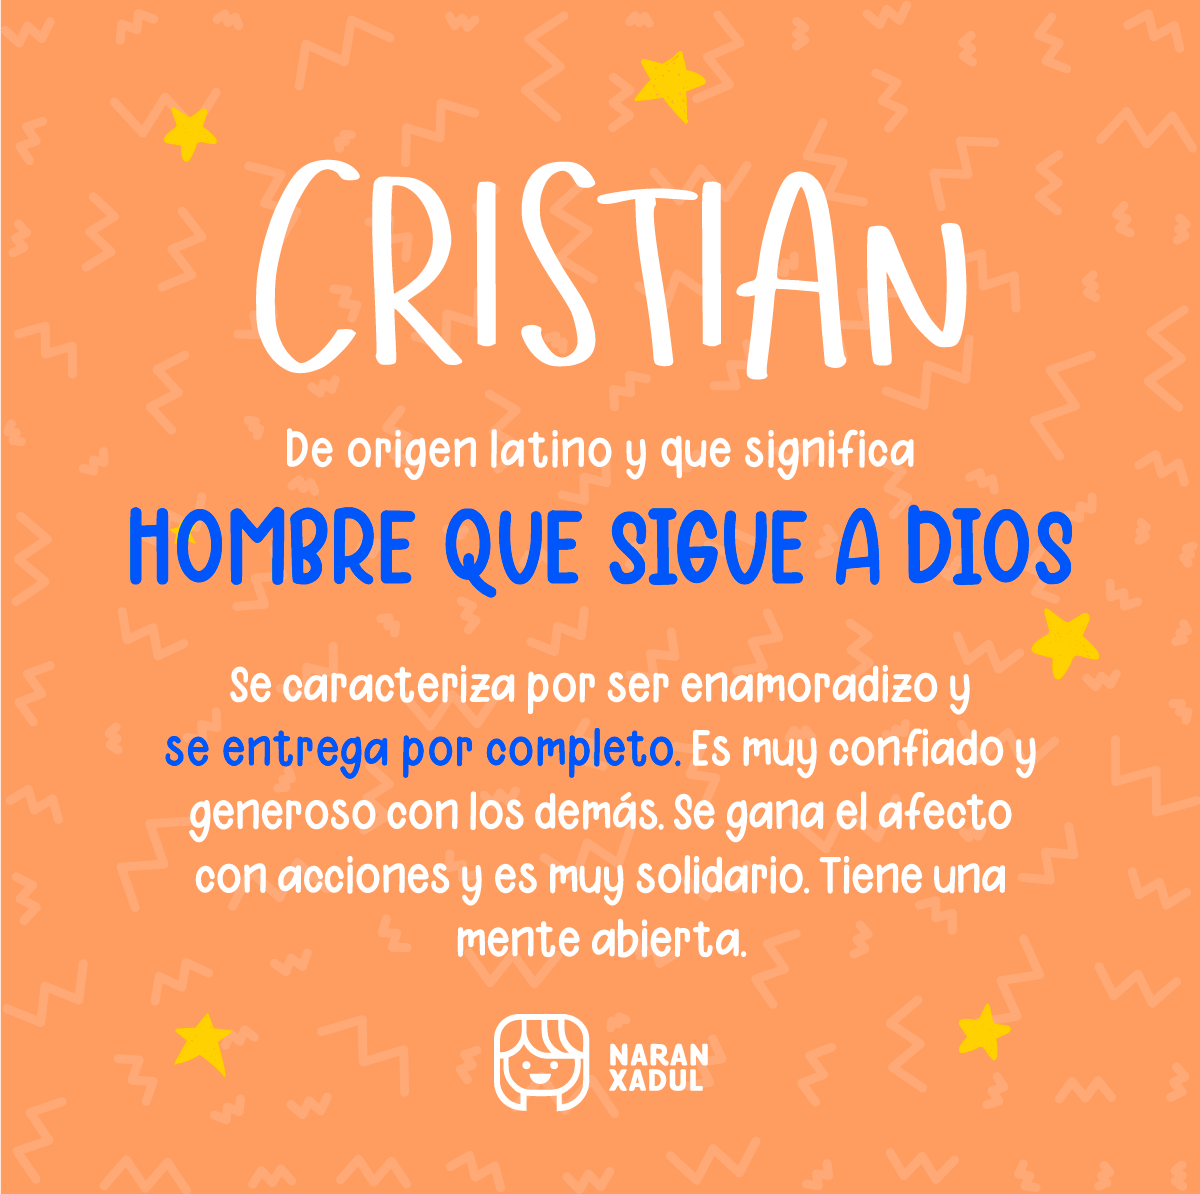 CRISTIAN
De origen latino y que significa
HOMBRE QUE SIGUE A DIOS
Se caracteriza por ser enamoradizo y
se entrega por completo. Es muy confiado y
generoso con los demás. Se gana el afecto
con acciones y es muy solidario. Tiene una
mente abierta.
NARAN
XADUL